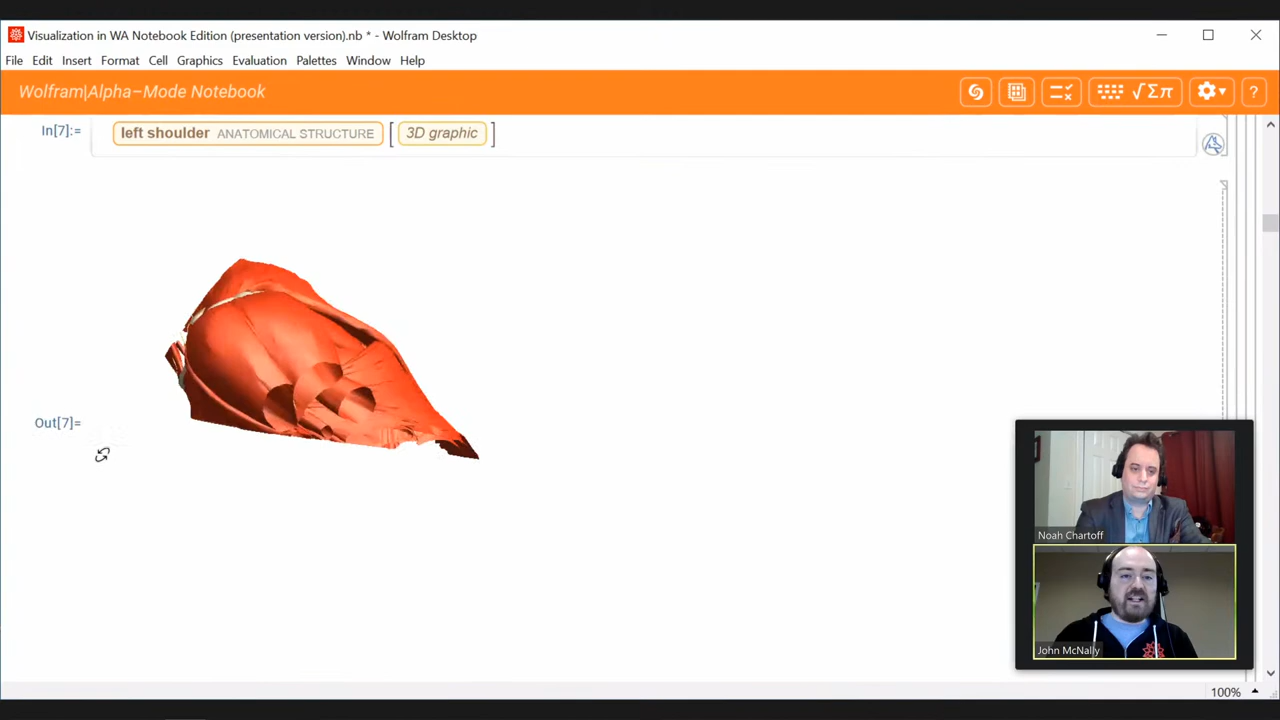 Visualization in WA Notebook Edition (presentation version).nb * - Wolfram Desktop
File Edit Insert Format Cell Graphics Evaluation Palettes Window Help
Wolfram|Alpha-Mode Notebook
√Σπ
?
In[7]:= left shoulder ANATOMICAL STRUCTURE [ 3D graphic ]
Out[7]=
Noah Chartoff
John McNally
100%